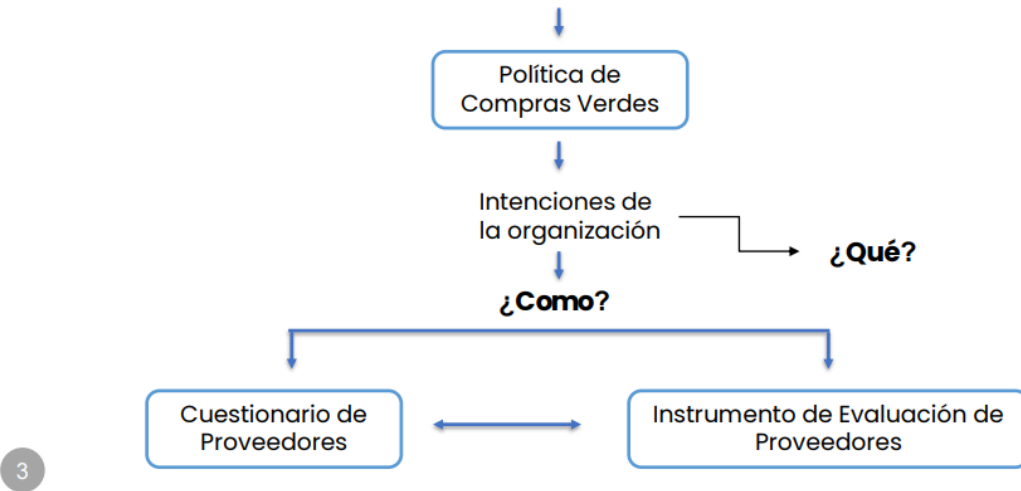 Política de
Compras Verdes
Intenciones de
la organización
¿Qué?
¿Como?
Cuestionario de
Proveedores
Instrumento de Evaluación de
Proveedores
3